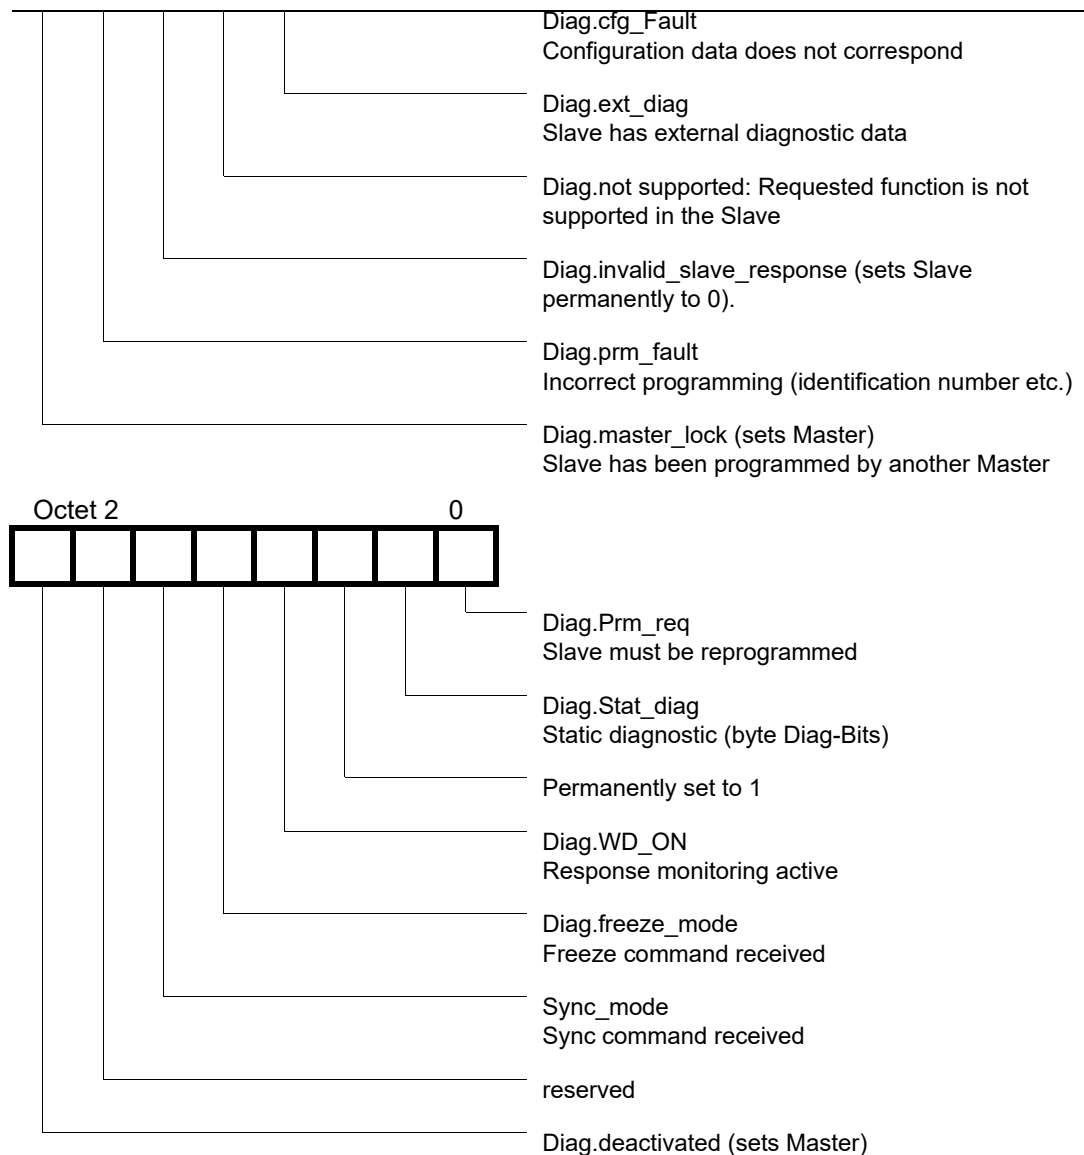 Diag.cfg_Fault
Configuration data does not correspond
Diag.ext_diag
Slave has external diagnostic data
Diag.not supported: Requested function is not
supported in the Slave
Diag.invalid_slave_response (sets Slave
permanently to 0).
Diag.prm_fault
Incorrect programming (identification number etc.)
Diag.master_lock (sets Master)
Slave has been programmed by another Master
Octet 2 0
Diag.Prm_req
Slave must be reprogrammed
Diag.Stat_diag
Static diagnostic (byte Diag-Bits)
Permanently set to 1
Diag.WD_ON
Response monitoring active
Diag.freeze_mode
Freeze command received
Sync_mode
Sync command received
reserved
Diag.deactivated (sets Master)